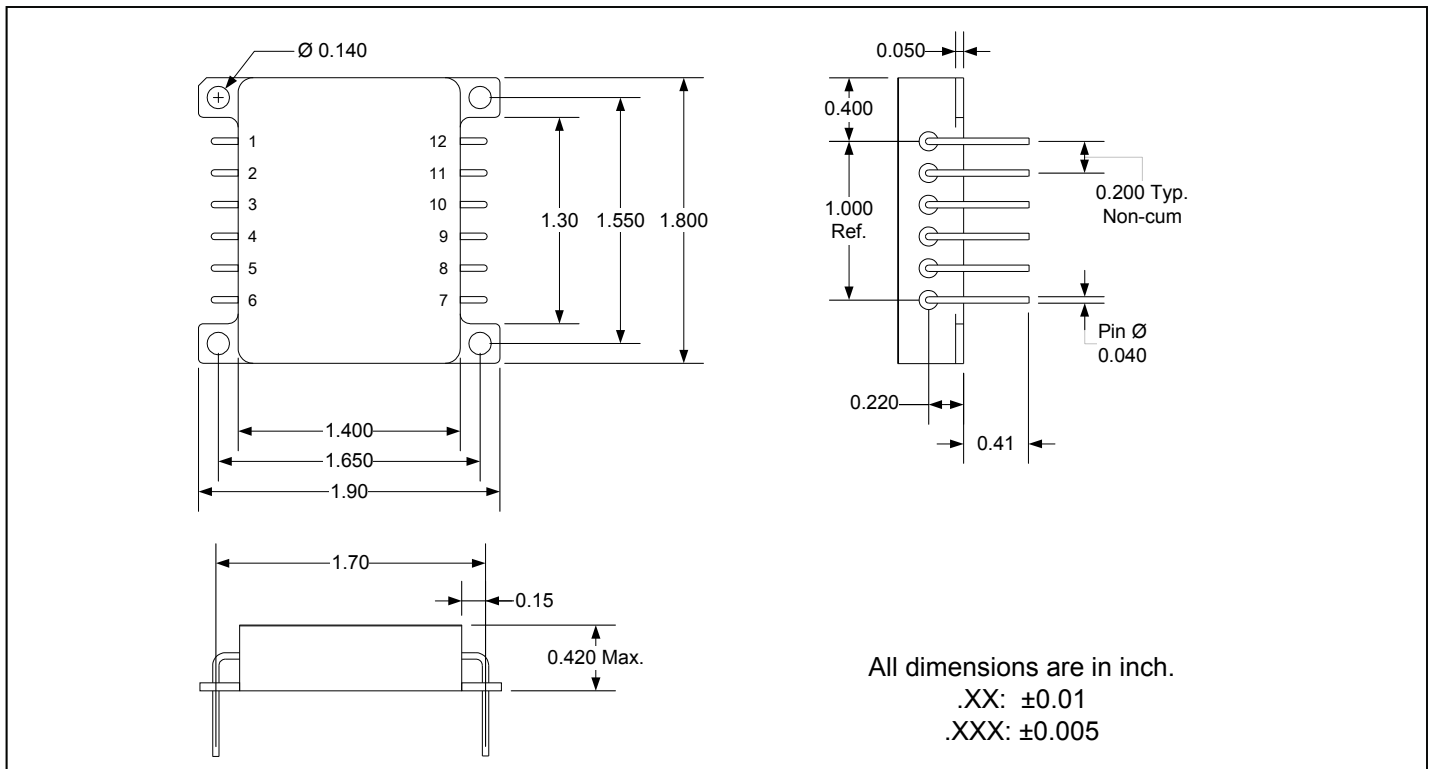 Ø 0.140
1
2
3
4
5
6
12
11
10
9
8
7
1.30
1.550
1.800
1.400
1.650
1.90
0.050
0.400
1.000
Ref.
0.200 Typ.
Non-cum
Pin Ø
0.040
0.220
0.41
1.70
0.15
0.420 Max.
All dimensions are in inch.
.XX: ±0.01
.XXX: ±0.005